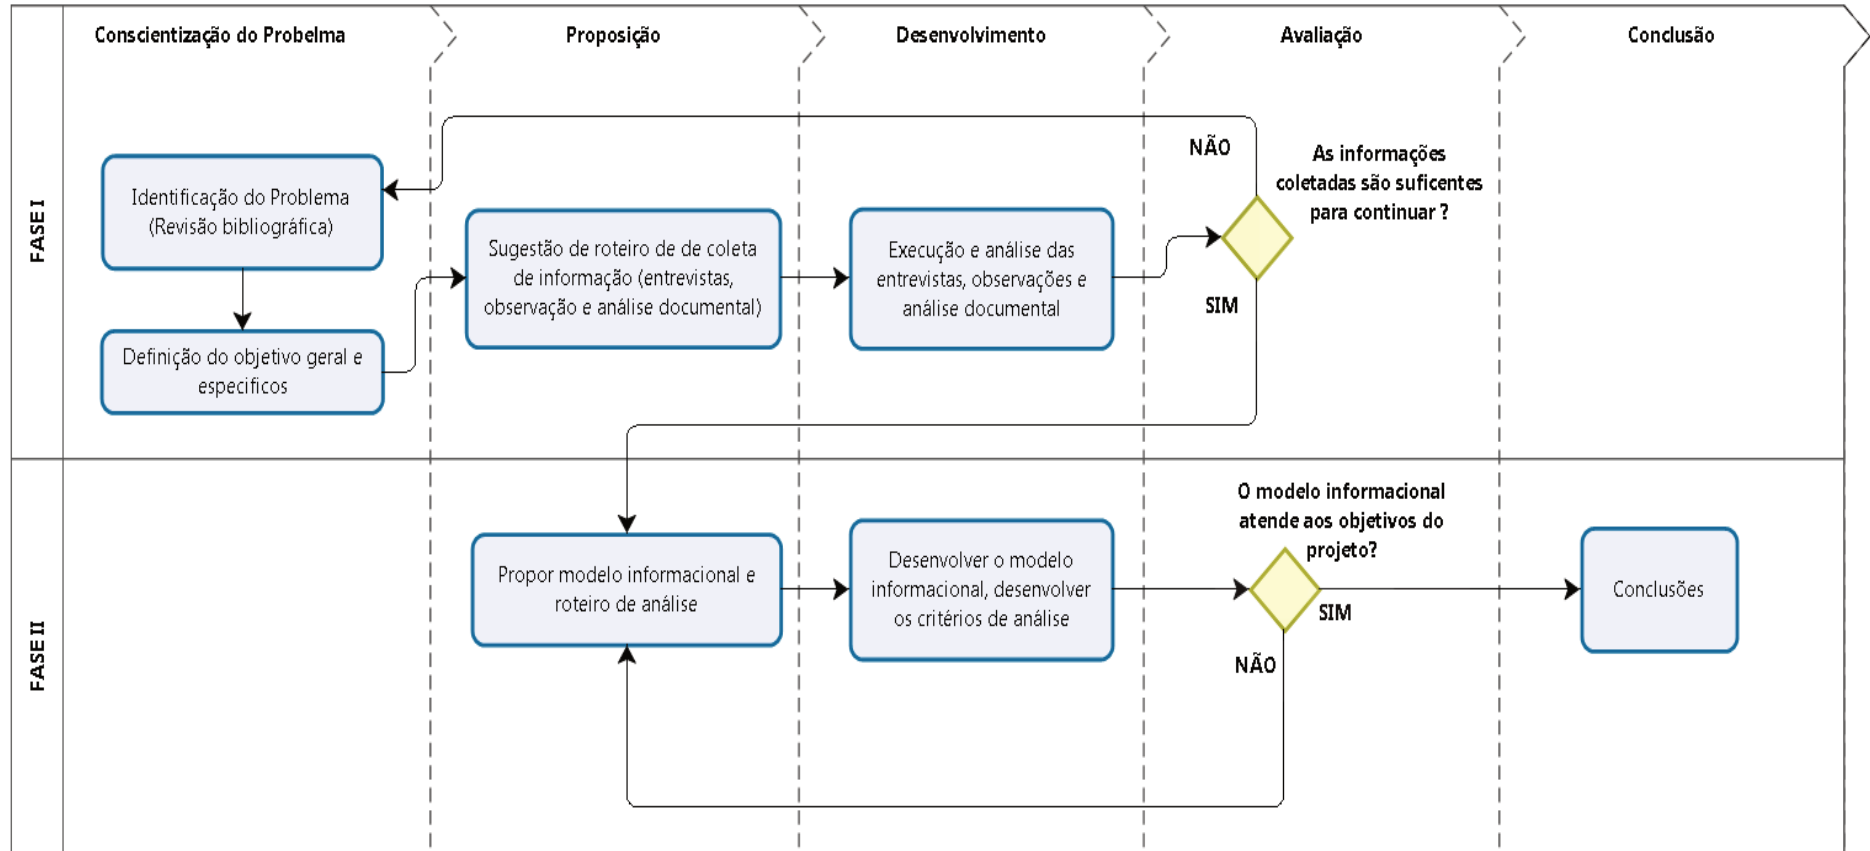 Conscientização do Probelma
Proposição
Desenvolvimento
Avaliação
Conclusão
FASE I
Identificação do Problema
(Revisão bibliográfica)
Definição do objetivo geral e
especificos
Sugestão de roteiro de de coleta
de informação (entrevistas,
observação e análise documental)
Execução e análise das
entrevistas, observações e
análise documental
NÃO
As informações
coletadas são suficentes
para continuar ?
SIM
FASE II
Propor modelo informacional e
roteiro de análise
Desenvolver o modelo
informacional, desenvolver
os critérios de análise
O modelo informacional
atende aos objetivos do
projeto?
SIM
NÃO
Conclusões